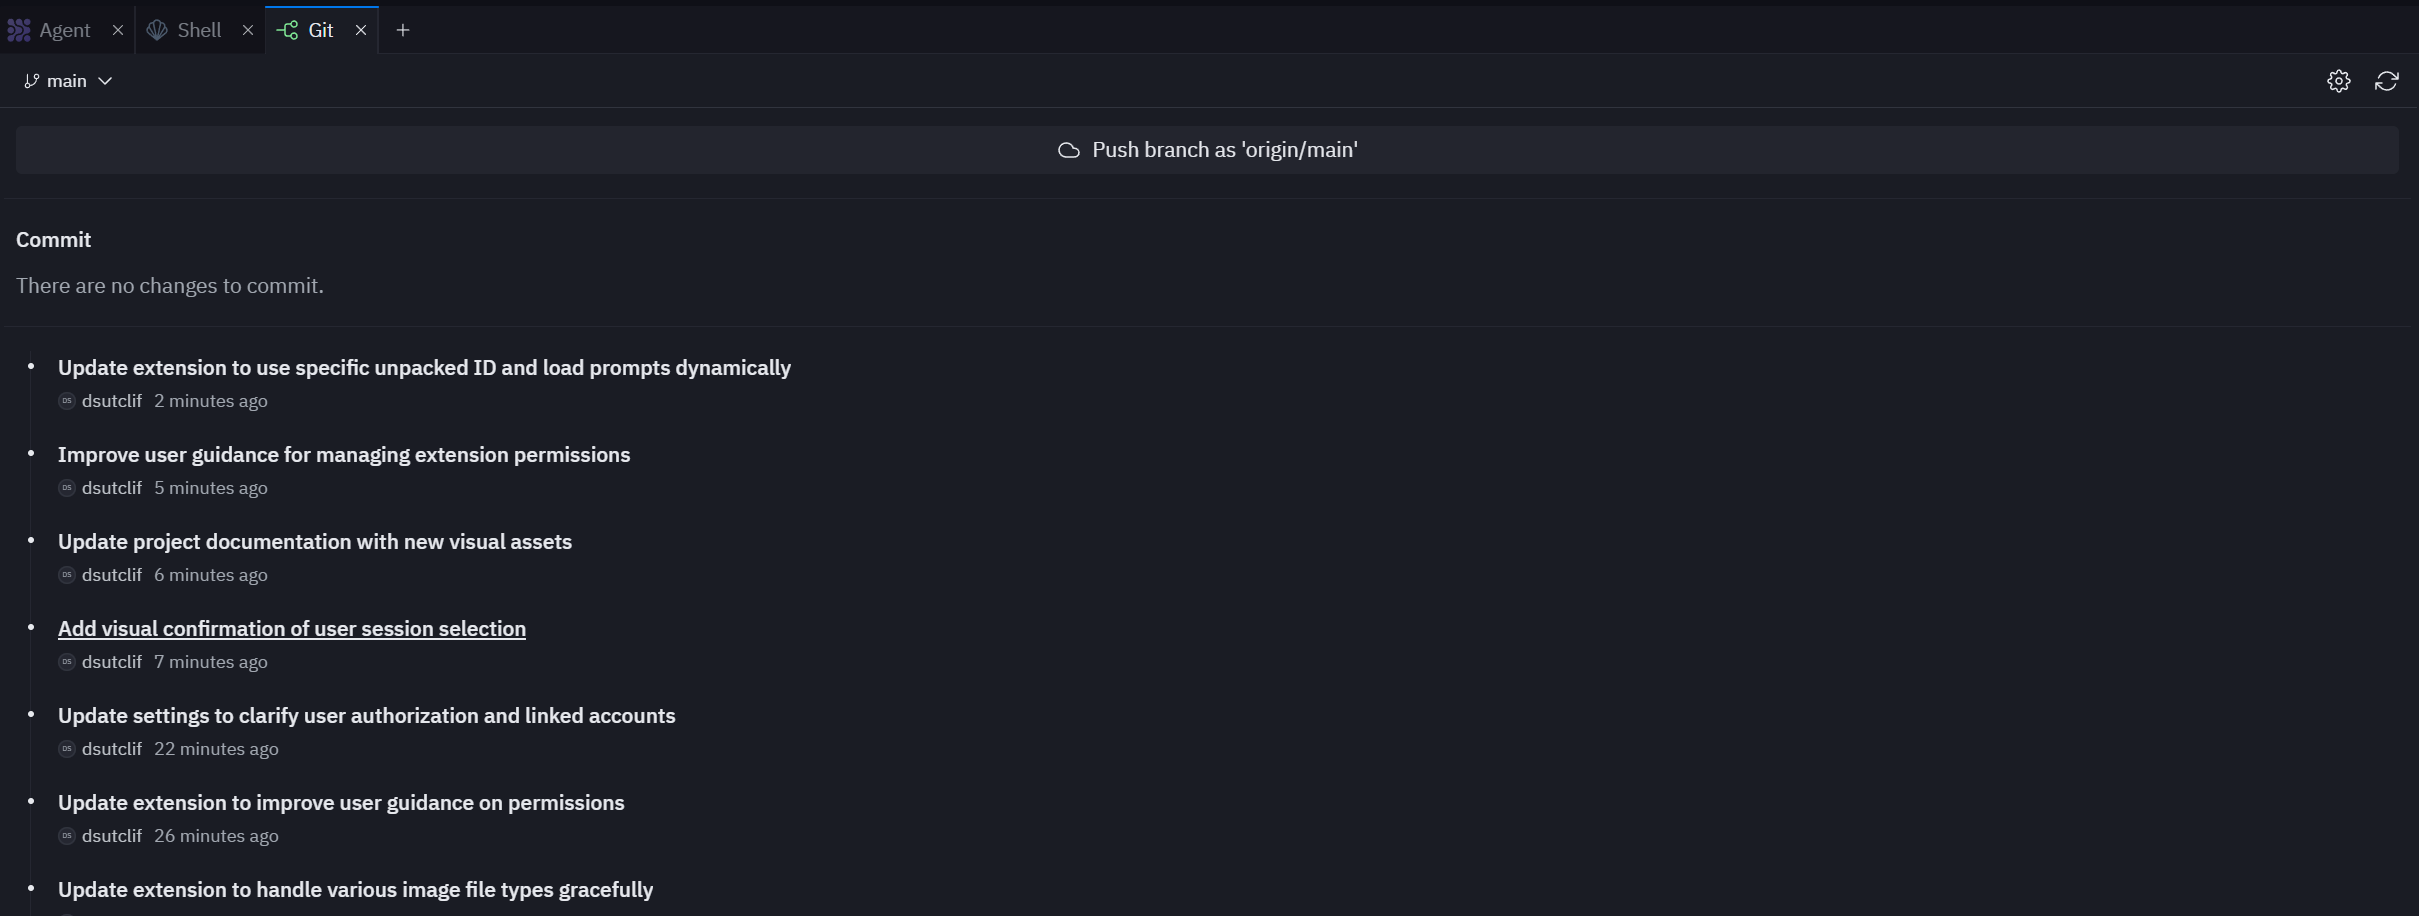 Agent
Shell
Git
main
Push branch as 'origin/main'
Commit
There are no changes to commit.
Update extension to use specific unpacked ID and load prompts dynamically
DS dsutclif 2 minutes ago
Improve user guidance for managing extension permissions
DS dsutclif 5 minutes ago
Update project documentation with new visual assets
DS dsutclif 6 minutes ago
Add visual confirmation of user session selection
DS dsutclif 7 minutes ago
Update settings to clarify user authorization and linked accounts
DS dsutclif 22 minutes ago
Update extension to improve user guidance on permissions
DS dsutclif 26 minutes ago
Update extension to handle various image file types gracefully